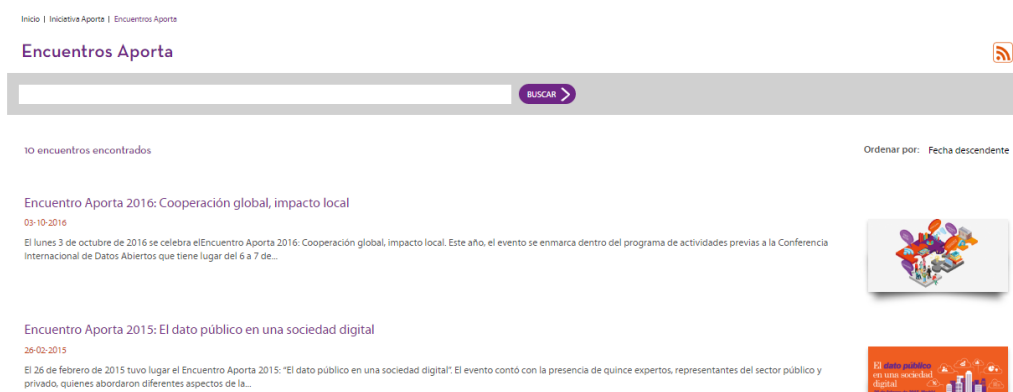 Inicio | Iniciativa Aporta | Encuentros Aporta
Encuentros Aporta
BUSCAR
10 encuentros encontrados
Ordenar por: Fecha descendente
Encuentro Aporta 2016: Cooperación global, impacto local
03-10-2016
El lunes 3 de octubre de 2016 se celebra elEncuentro Aporta 2016: Cooperación global, impacto local. Este año, el evento se enmarca dentro del programa de actividades previas a la Conferencia
Internacional de Datos Abiertos que tiene lugar del 6 a 7 de...
Encuentro Aporta 2015: El dato público en una sociedad digital
26-02-2015
El 26 de febrero de 2015 tuvo lugar el Encuentro Aporta 2015: "El dato público en una sociedad digital". El evento contó con la presencia de quince expertos, representantes del sector público y
privado, quienes abordaron diferentes aspectos de la...
El dato público
en una sociedad
digital